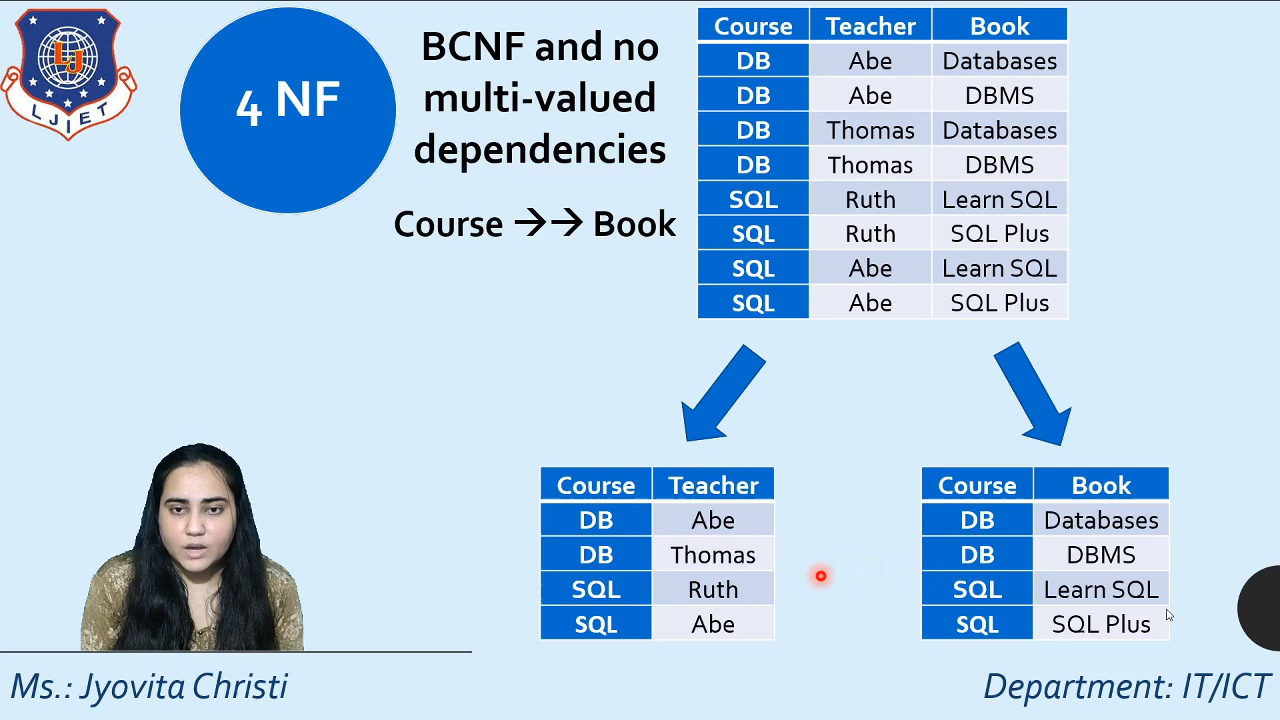 LJ
LJIET
4 NF
BCNF and no
multi-valued
dependencies
Course →→ Book
Course Teacher Book
DB Abe Databases
DB Abe DBMS
DB Thomas Databases
DB Thomas DBMS
SQL Ruth Learn SQL
SQL Ruth SQL Plus
SQL Abe Learn SQL
SQL Abe SQL Plus
Course Teacher
DB Abe
DB Thomas
SQL Ruth
SQL Abe
Course Book
DB Databases
DB DBMS
SQL Learn SQL
SQL SQL Plus
Ms.: Jyovita Christi
Department: IT/ICT